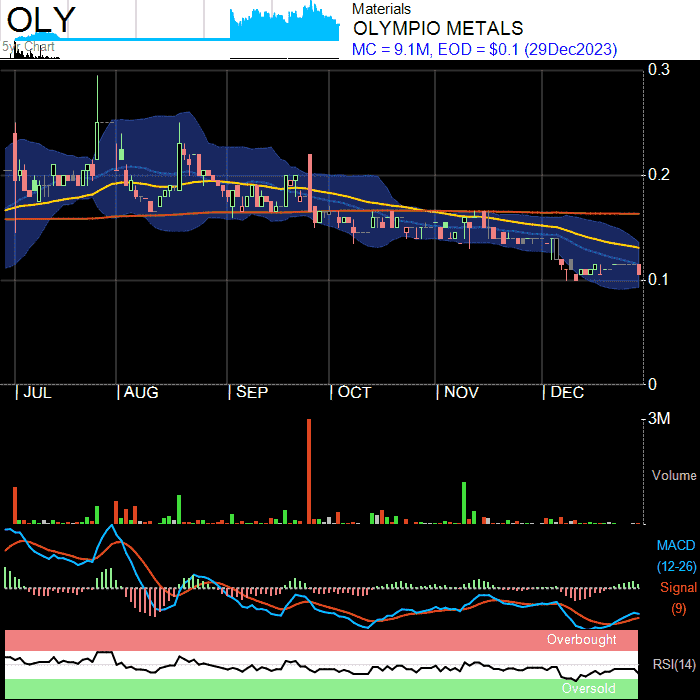 OLY
5yr Chart
Materials
OLYMPIO METALS
MC = 9.1M, EOD = $0.1 (29Dec2023)
0.3
0.2
0.1
0
| JUL | AUG | SEP | OCT | NOV | DEC
3M
Volume
MACD
(12-26)
Signal
(9)
Overbought
RSI(14)
Oversold